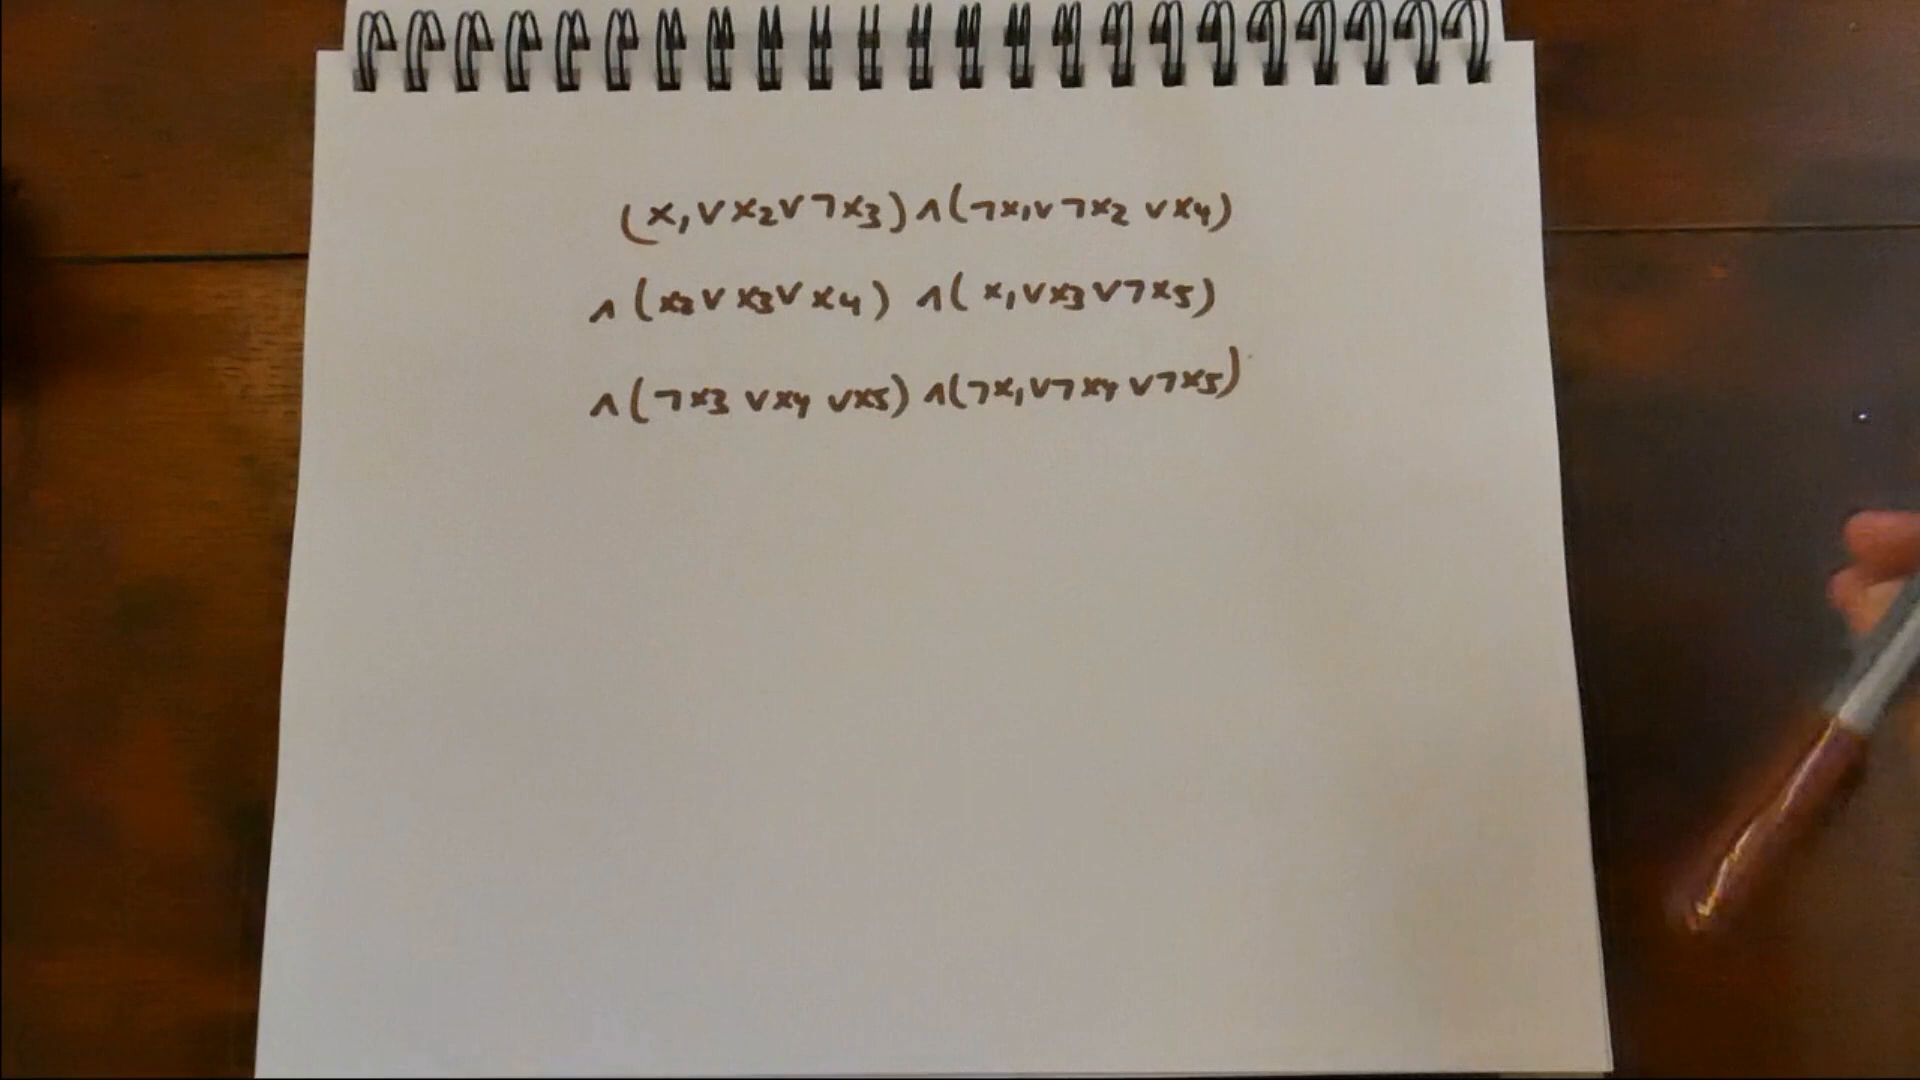 (x₁∨x₂∨¬x₃)∧(¬x₁∨¬x₂∨x₄)
∧(x₂∨x₃∨x₄)∧(x₁∨x₃∨¬x₅)
∧(¬x₃∨x₄∨x₅)∧(¬x₁∨¬x₄∨¬x₅)